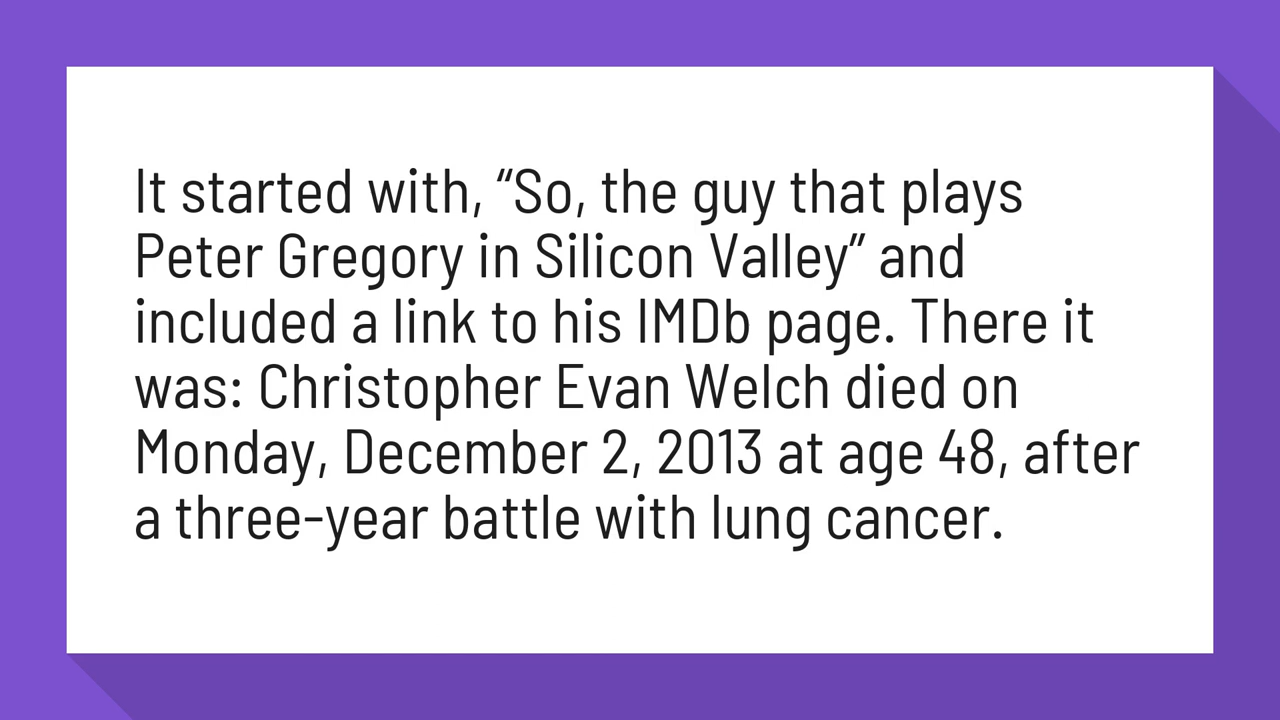 It started with, “So, the guy that plays
Peter Gregory in Silicon Valley” and
included a link to his IMDb page. There it
was: Christopher Evan Welch died on
Monday, December 2, 2013 at age 48, after
a three-year battle with lung cancer.